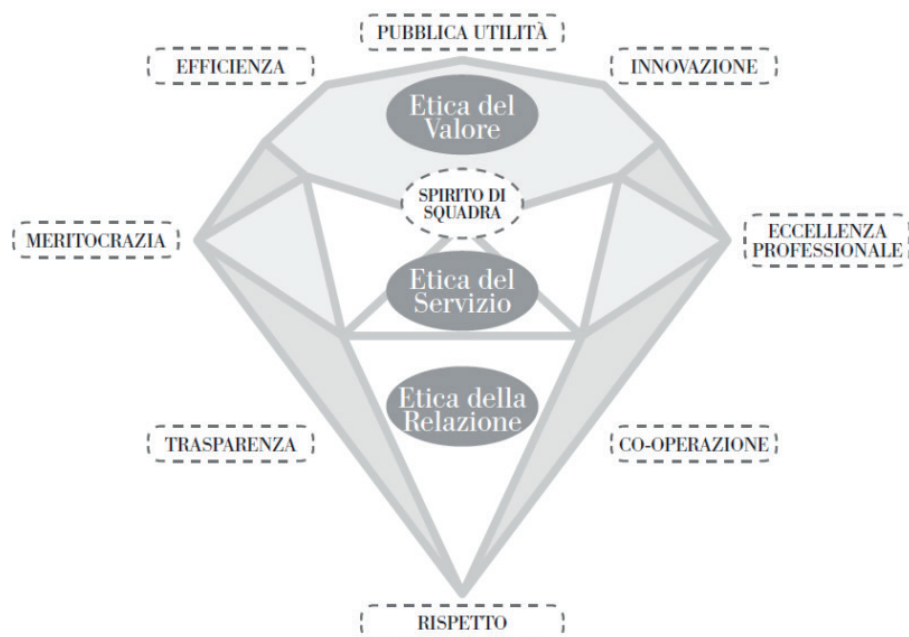 PUBBLICA UTILITÀ
EFFICIENZA
INNOVAZIONE
Etica del
Valore
SPIRITO DI
SQUADRA
MERITOCRAZIA
ECCELLENZA
PROFESSIONALE
Etica del
Servizio
Etica della
Relazione
TRASPARENZA
CO-OPERAZIONE
RISPETTO